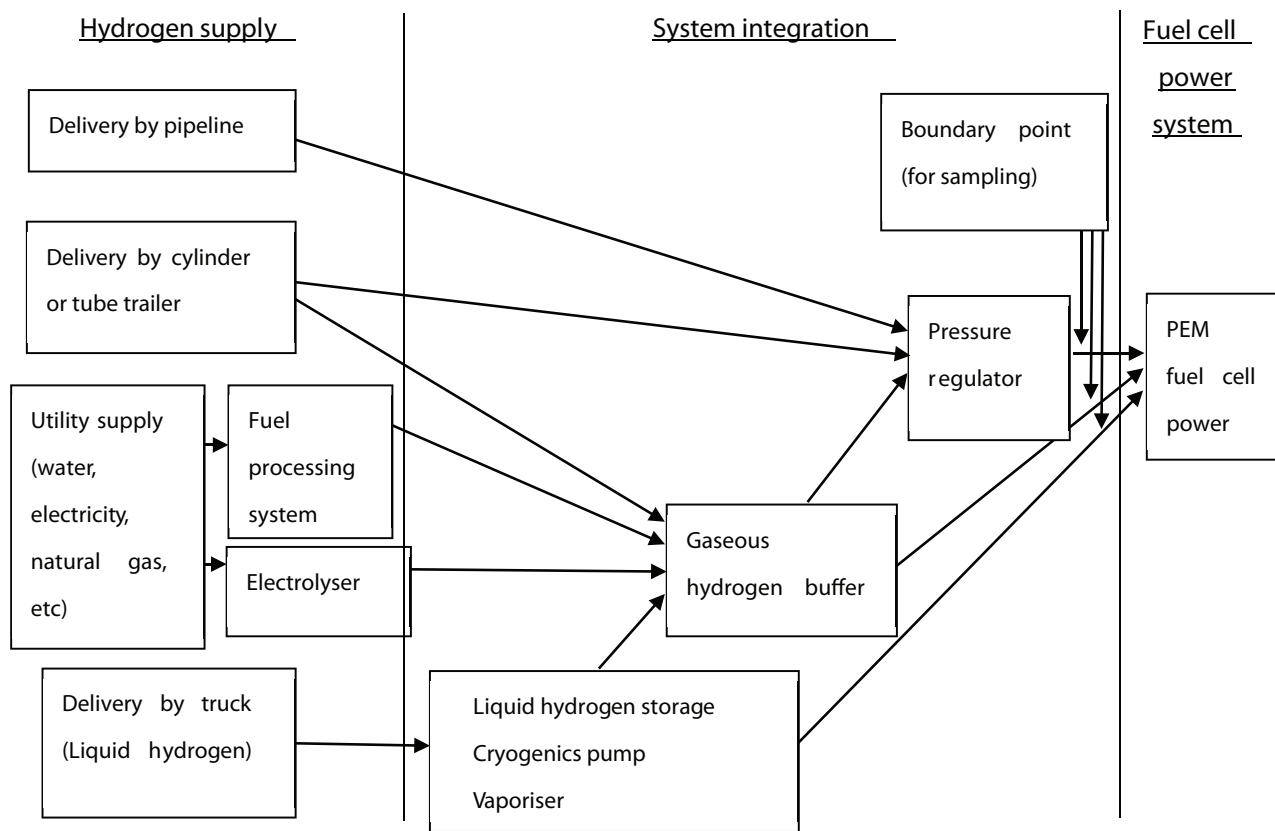 Hydrogen supply
System integration
Fuel cell
power
system
Delivery by pipeline
Boundary point
(for sampling)
Delivery by cylinder
or tube trailer
Pressure
regulator
PEM
fuel cell
power
Utility supply
(water,
electricity,
natural gas,
etc)
Fuel
processing
system
Electrolyser
Gaseous
hydrogen buffer
Delivery by truck
(Liquid hydrogen)
Liquid hydrogen storage
Cryogenics pump
Vaporiser